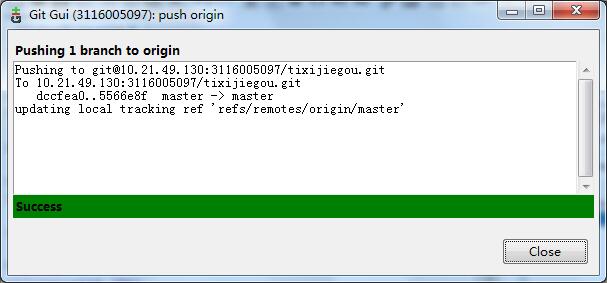 Git Gui (3116005097): push origin
Pushing 1 branch to origin
Pushing to git@10.21.49.130:3116005097/tixijiegou.git
To 10.21.49.130:3116005097/tixijiegou.git
   dccfea0..5566e8f  master -> master
updating local tracking ref 'refs/remotes/origin/master'
Success
Close